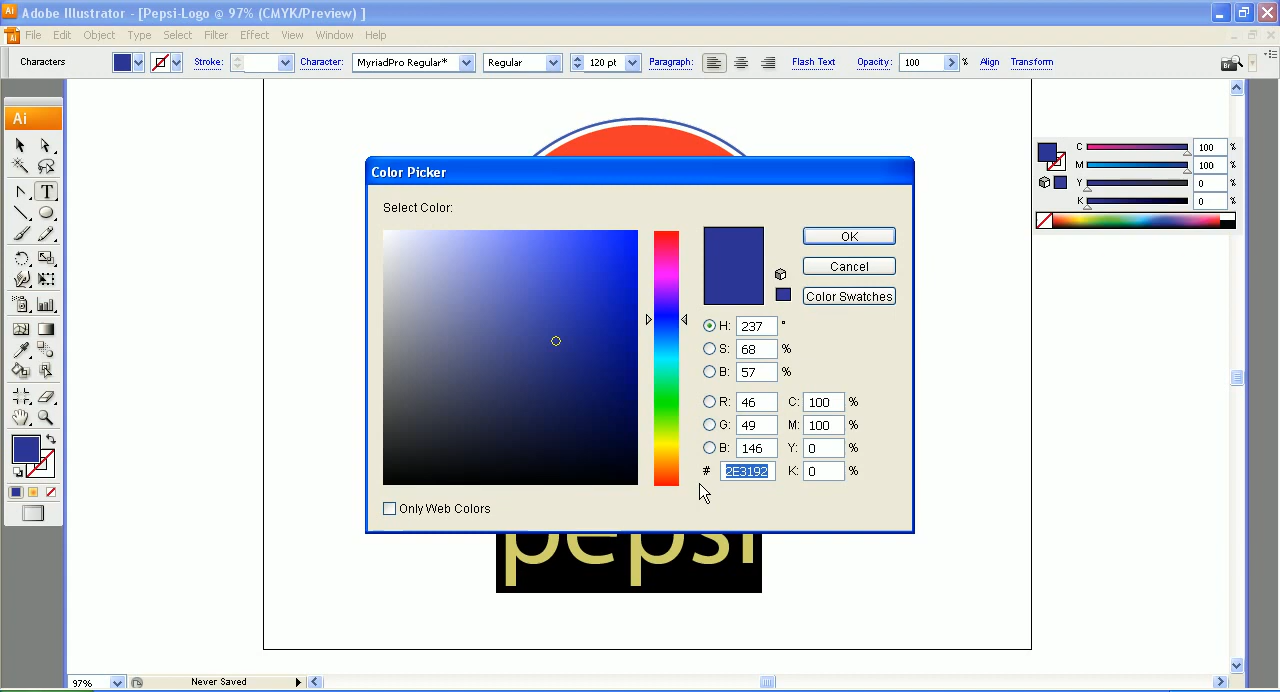 Ai Adobe Illustrator - [Pepsi-Logo @ 97% (CMYK/Preview) ]
Ai File Edit Object Type Select Filter Effect View Window Help
Characters Stroke: Character: MyriadPro Regular* Regular 120 pt Paragraph: Flash Text Opacity: 100 % Align Transform
Br
Ai
T
C 100 %
M 100 %
Y 0 %
K 0 %
Color Picker
Select Color:
OK
Cancel
Color Swatches
H: 237 °
S: 68 %
B: 57 %
R: 46 C: 100 %
G: 49 M: 100 %
B: 146 Y: 0 %
# 2E3192 K: 0 %
Only Web Colors
pepsi
97% Never Saved